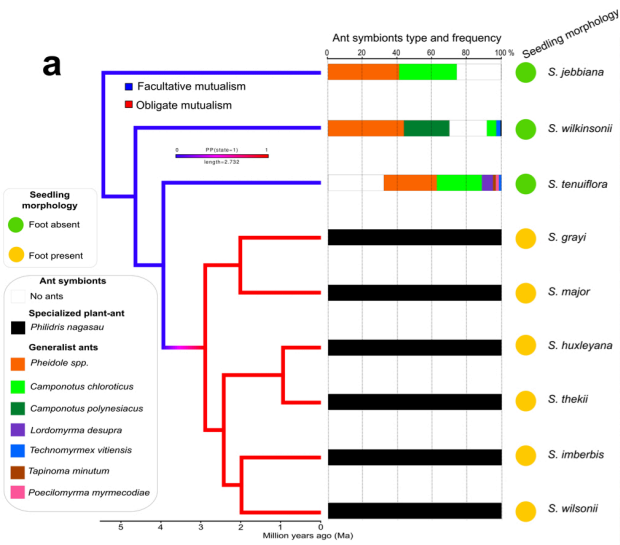 a
Ant symbionts type and frequency
0 20 40 60 80 100 %
Seedling morphology
Facultative mutualism
Obligate mutualism
0 PP(state=1) 1
length=2.732
S. jebbiana
S. wilkinsonii
S. tenuiflora
S. grayi
S. major
S. huxleyana
S. thekii
S. imberbis
S. wilsonii
Seedling
morphology
Foot absent
Foot present
Ant symbionts
No ants
Specialized plant-ant
Philidris nagasau
Generalist ants
Pheidole spp.
Camponotus chloroticus
Camponotus polynesiacus
Lordomyrma desupra
Technomyrmex vitiensis
Tapinoma minutum
Poecilomyrma myrmecodiae
5 4 3 2 1 0
Million years ago (Ma)